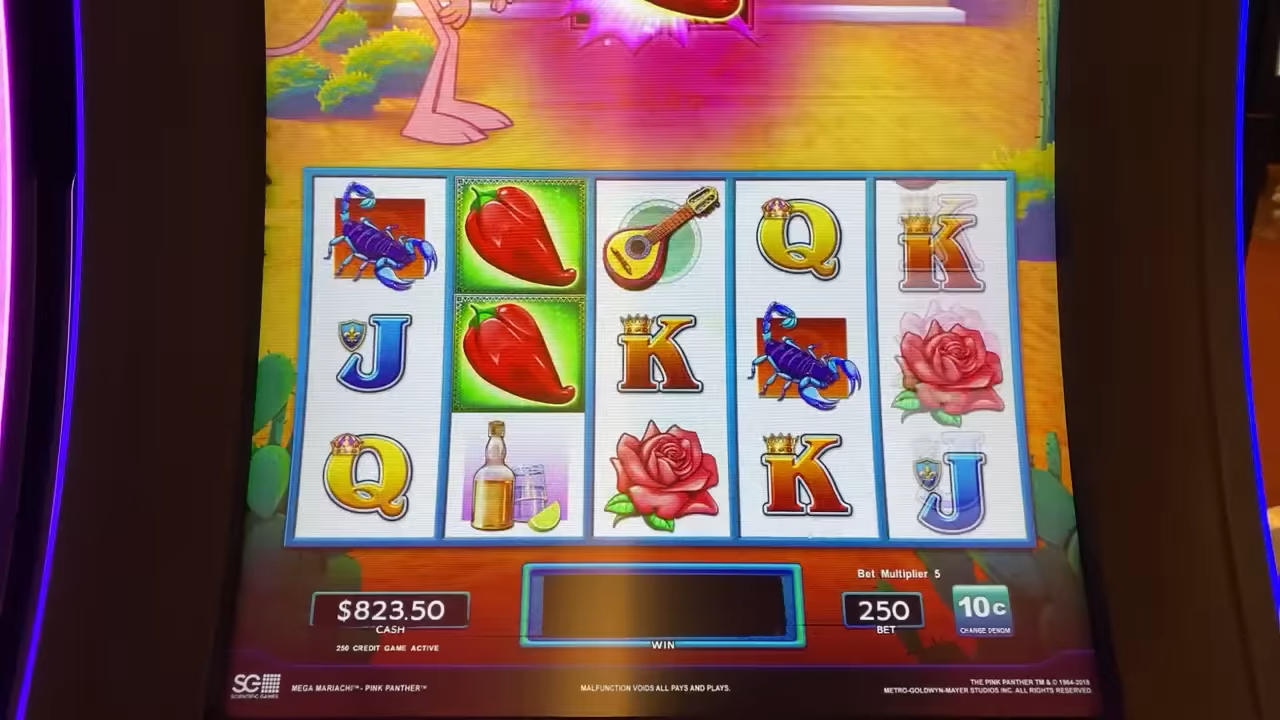 Q K
J K
Q K J
Bet Multiplier 5
$823.50
CASH
250 CREDIT GAME ACTIVE
WIN
250
BET
10c
CHANGE DENOM
SG
SCIENTIFIC GAMES
MEGA MARIACHI™ - PINK PANTHER™
MALFUNCTION VOIDS ALL PAYS AND PLAYS.
THE PINK PANTHER TM & © 1964-2018
METRO-GOLDWYN-MAYER STUDIOS INC. ALL RIGHTS RESERVED.